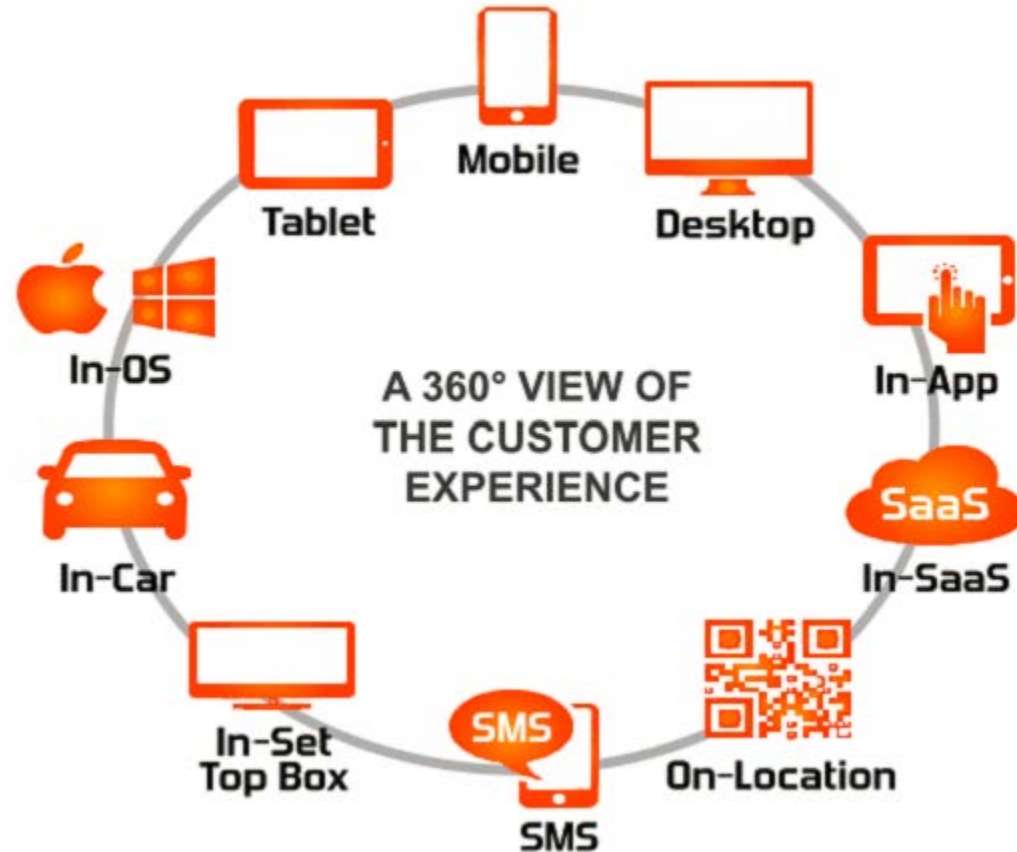 Mobile
Tablet
Desktop
In-OS
In-App
A 360° VIEW OF
THE CUSTOMER
EXPERIENCE
SaaS
In-Car
In-SaaS
SMS
In-Set
Top Box
On-Location
SMS